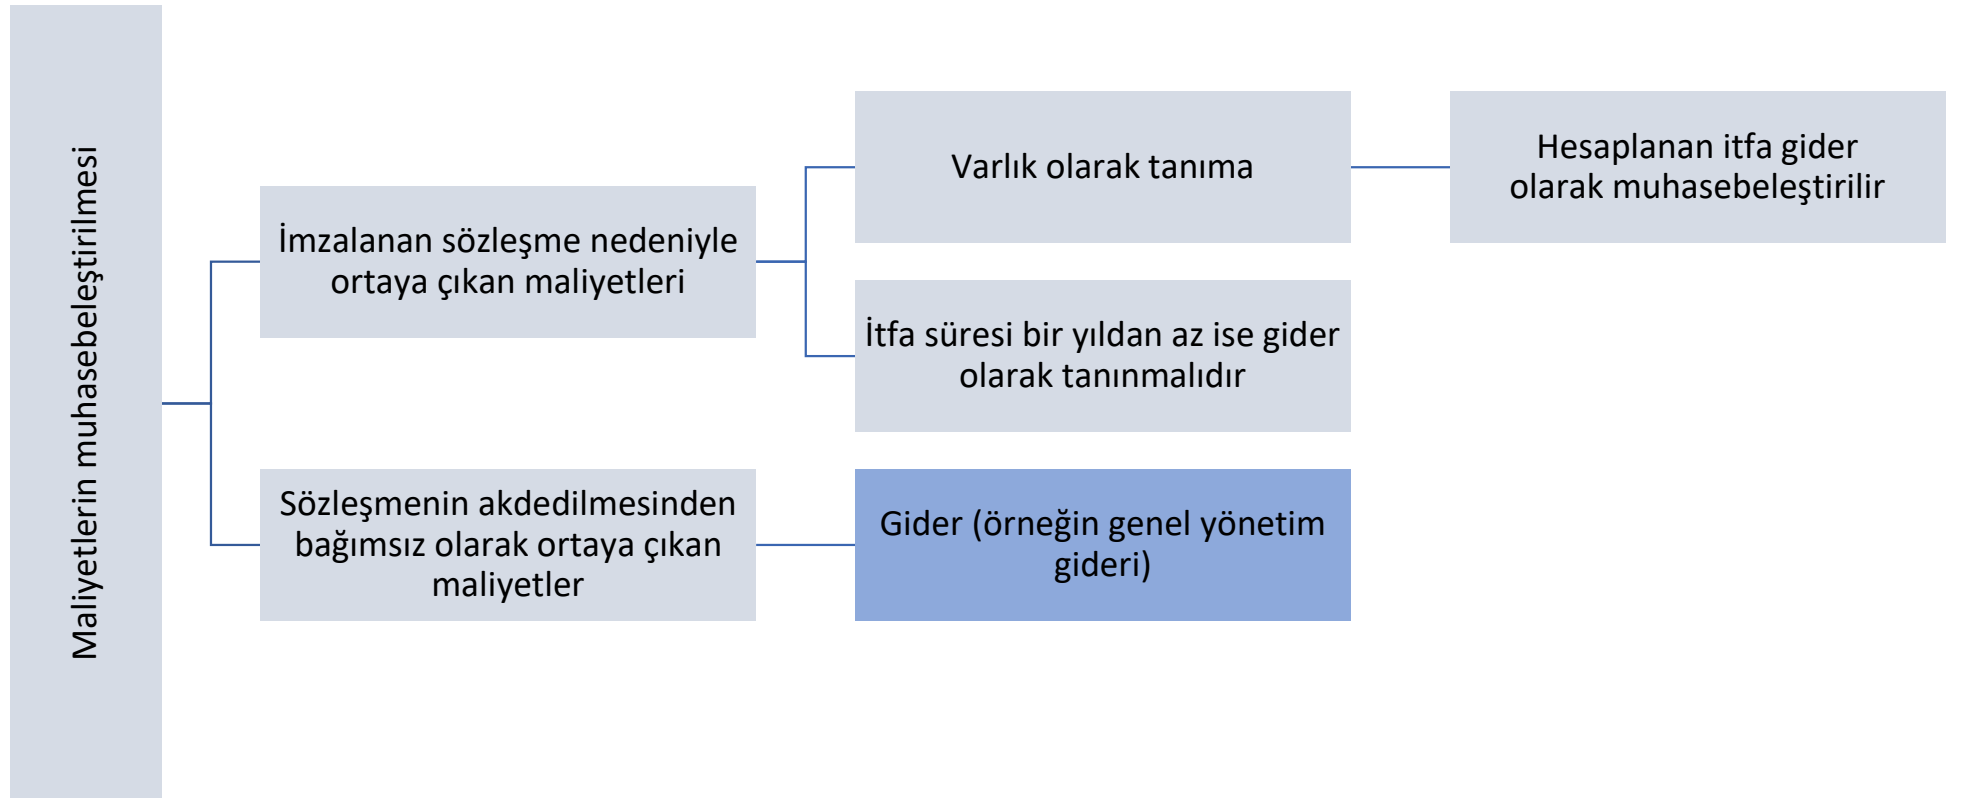 Maliyetlerin muhasebeleştirilmesi
İmzalanan sözleşme nedeniyle
ortaya çıkan maliyetleri
Varlık olarak tanıma
Hesaplanan itfa gider
olarak muhasebeleştirilir
İtfa süresi bir yıldan az ise gider
olarak tanınmalıdır
Sözleşmenin akdedilmesinden
bağımsız olarak ortaya çıkan
maliyetler
Gider (örneğin genel yönetim
gideri)